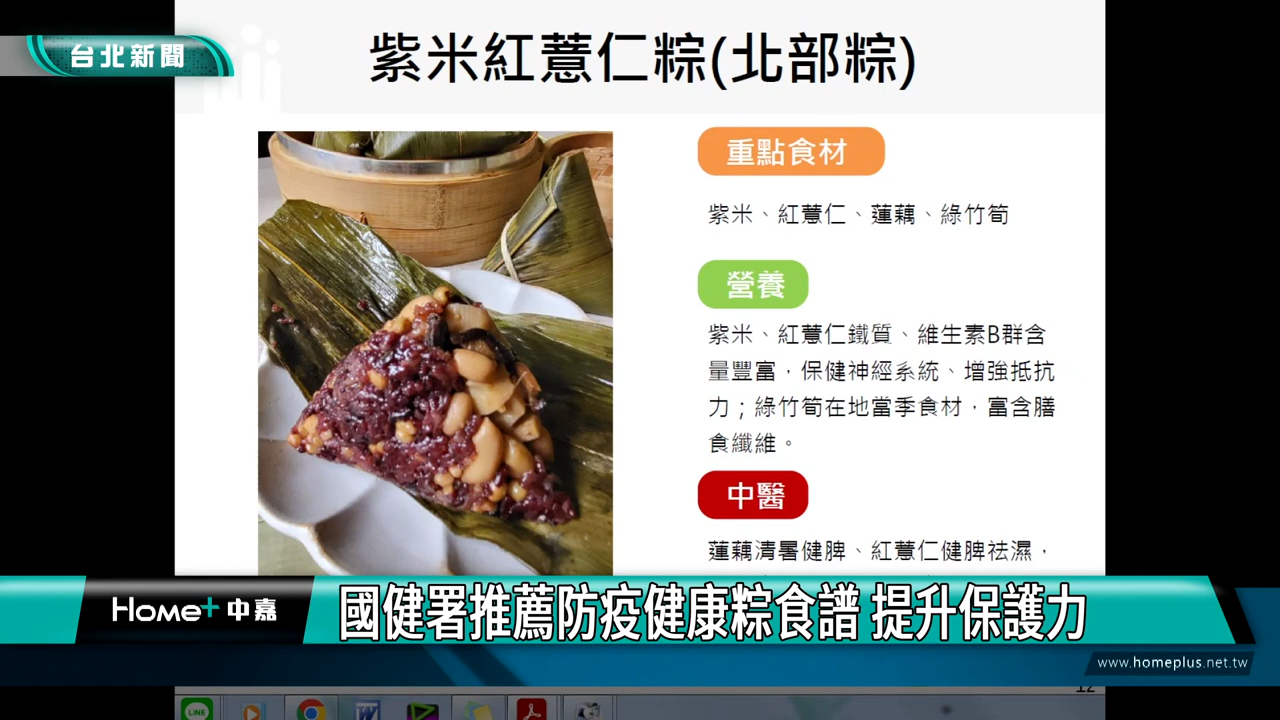 台北新聞
紫米紅薏仁粽(北部粽)
重點食材
紫米、紅薏仁、蓮藕、綠竹筍
營養
紫米、紅薏仁鐵質、維生素B群含
量豐富，保健神經系統、增強抵抗
力；綠竹筍在地當季食材，富含膳
食纖維。
中醫
蓮藕清暑健脾、紅薏仁健脾祛濕，
Home+中嘉
國健署推薦防疫健康粽食譜 提升保護力
www.homeplus.net.tw
12
LINE